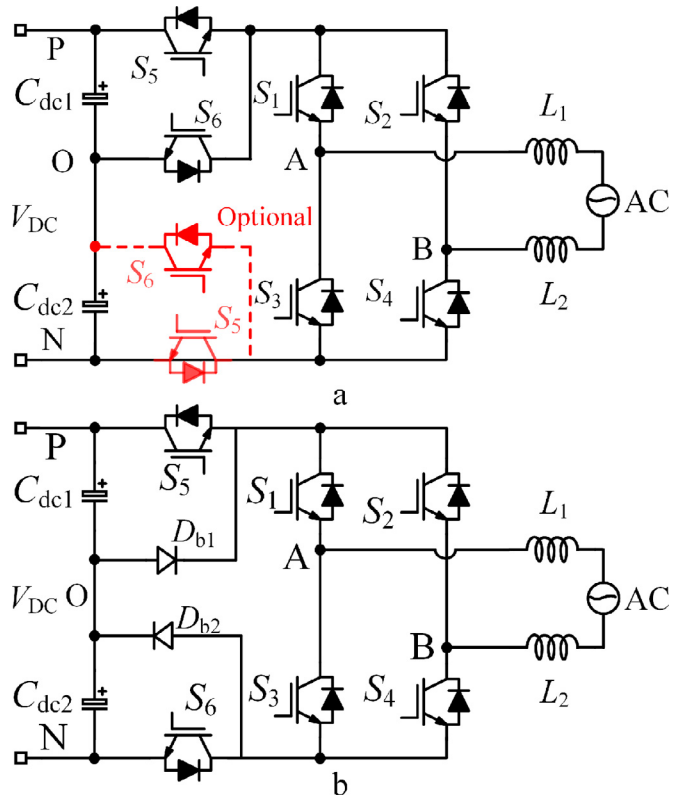 P
S5
Cdc1
S6
S1
S2
L1
O
A
AC
VDC
Optional
B
S6
S3
S4
L2
Cdc2
S5
N
a
P
S5
Cdc1
S1
S2
L1
Db1
A
VDC O
AC
Db2
B
Cdc2
S6
S3
S4
L2
N
b